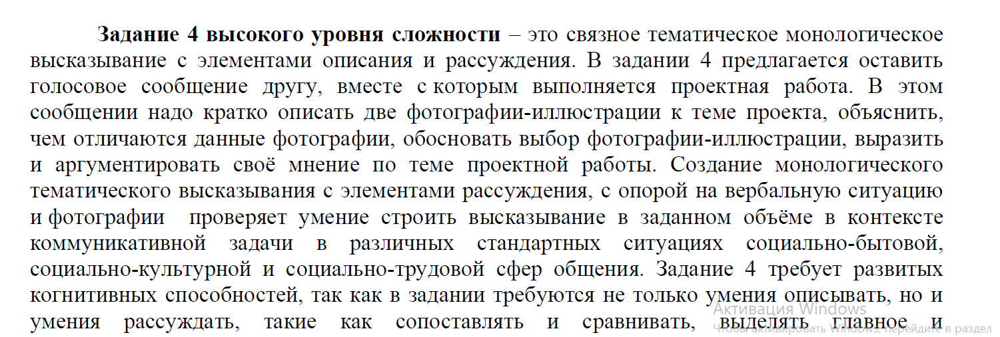 Задание 4 высокого уровня сложности – это связное тематическое монологическое
высказывание с элементами описания и рассуждения. В задании 4 предлагается оставить
голосовое сообщение другу, вместе с которым выполняется проектная работа. В этом
сообщении надо кратко описать две фотографии-иллюстрации к теме проекта, объяснить,
чем отличаются данные фотографии, обосновать выбор фотографии-иллюстрации, выразить
и аргументировать своё мнение по теме проектной работы. Создание монологического
тематического высказывания с элементами рассуждения, с опорой на вербальную ситуацию
и фотографии проверяет умение строить высказывание в заданном объёме в контексте
коммуникативной задачи в различных стандартных ситуациях социально-бытовой,
социально-культурной и социально-трудовой сфер общения. Задание 4 требует развитых
когнитивных способностей, так как в задании требуются не только умения описывать, но и
умения рассуждать, такие как сопоставлять и сравнивать, выделять главное и
Активация Windows
Чтобы активировать Windows, перейдите в раздел